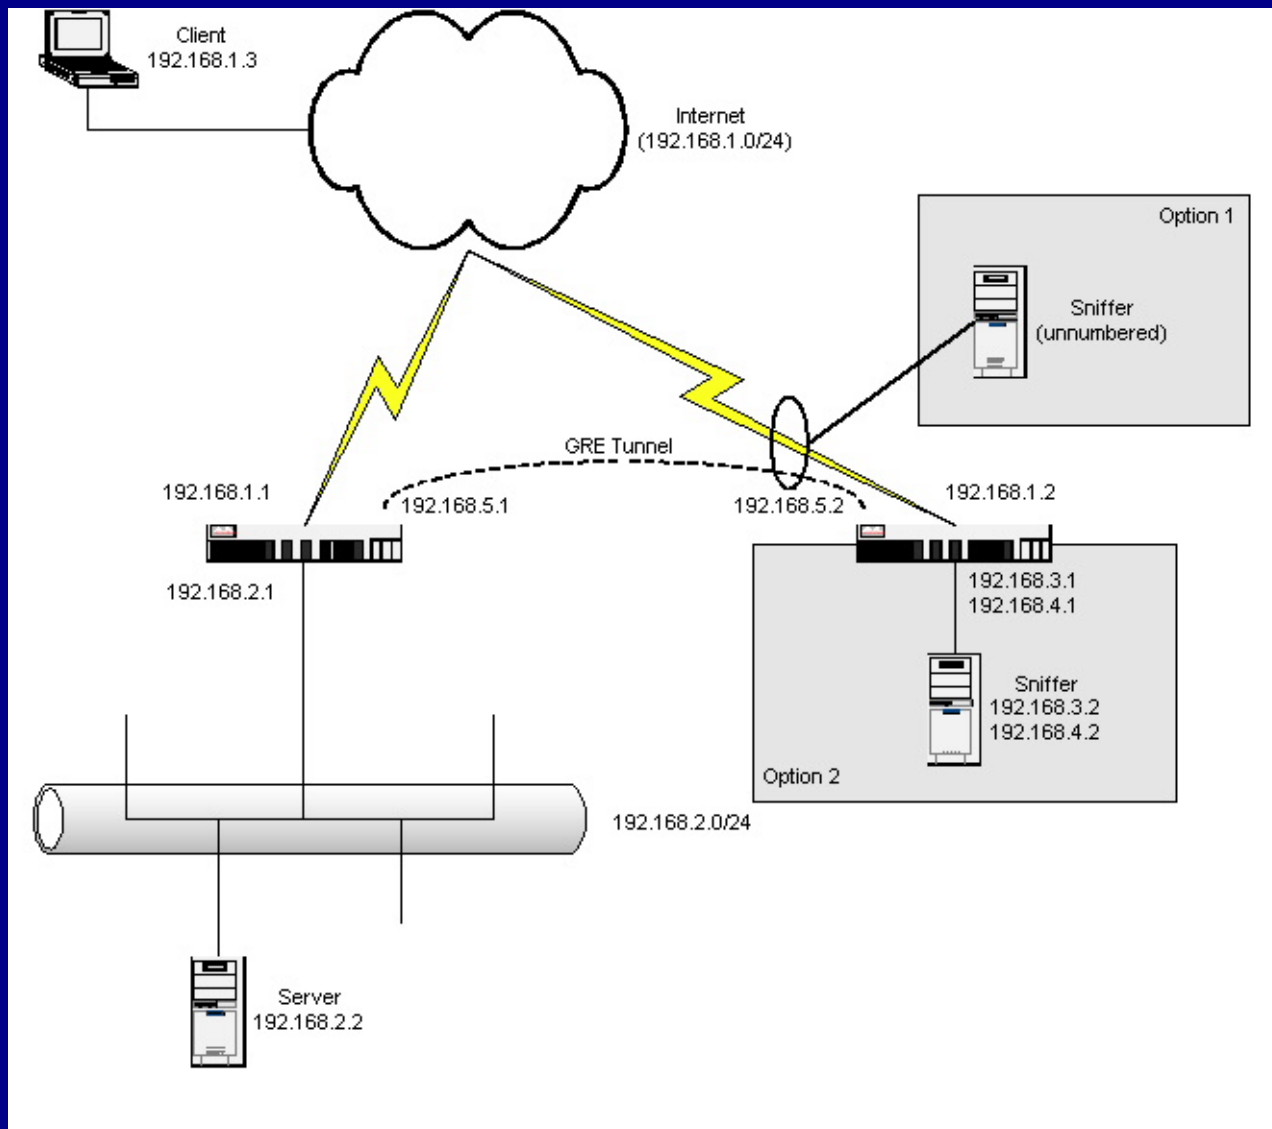 Client
192.168.1.3
Internet
(192.168.1.0/24)
Option 1
Sniffer
(unnumbered)
GRE Tunnel
192.168.1.1
192.168.5.1
192.168.5.2
192.168.1.2
192.168.2.1
192.168.3.1
192.168.4.1
Sniffer
192.168.3.2
192.168.4.2
Option 2
192.168.2.0/24
Server
192.168.2.2